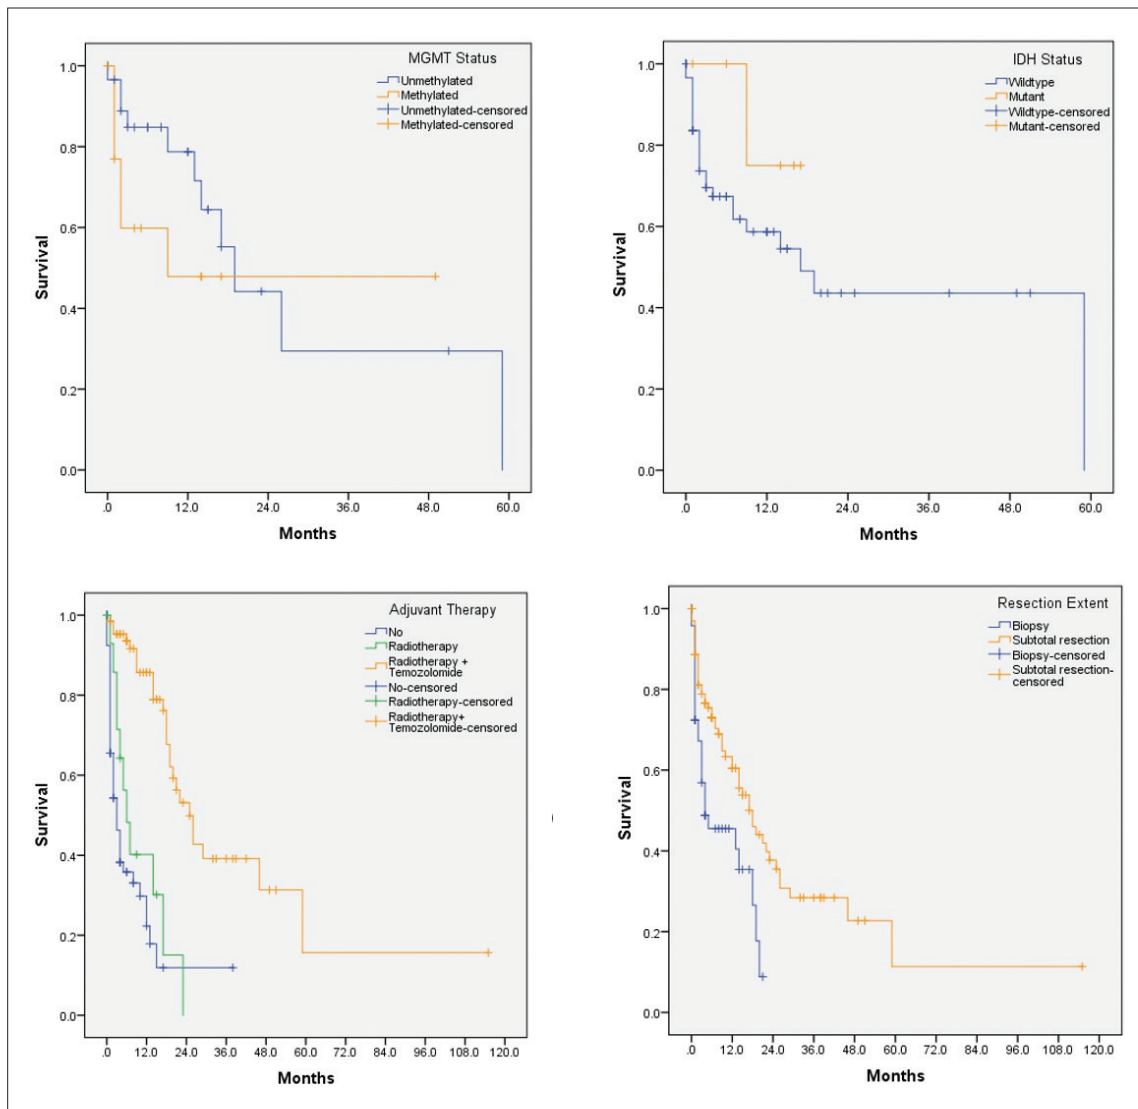 MGMT Status
Unmethylated
Methylated
Unmethylated-censored
Methylated-censored
1.0
0.8
0.6
0.4
0.2
0.0
Survival
.0 12.0 24.0 36.0 48.0 60.0
Months
IDH Status
Wildtype
Mutant
Wildtype-censored
Mutant-censored
1.0
0.8
0.6
0.4
0.2
0.0
Survival
.0 12.0 24.0 36.0 48.0 60.0
Months
Adjuvant Therapy
No
Radiotherapy
Radiotherapy +
Temozolomide
No-censored
Radiotherapy-censored
Radiotherapy+
Temozolomide-censored
1.0
0.8
0.6
0.4
0.2
0.0
Survival
.0 12.0 24.0 36.0 48.0 60.0 72.0 84.0 96.0 108.0 120.0
Months
Resection Extent
Biopsy
Subtotal resection
Biopsy-censored
Subtotal resection-
censored
1.0
0.8
0.6
0.4
0.2
0.0
Survival
.0 12.0 24.0 36.0 48.0 60.0 72.0 84.0 96.0 108.0 120.0
Months